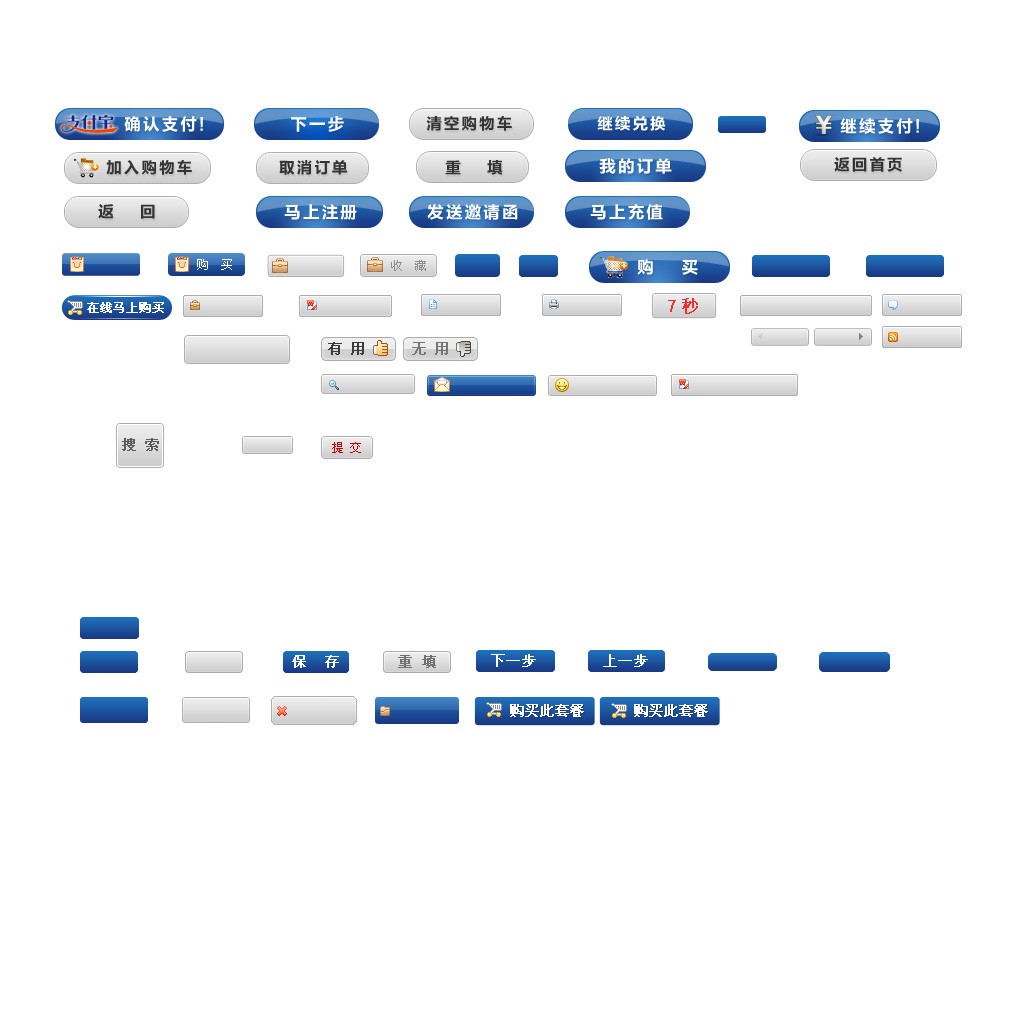 支付宝 确认支付! 下一步 清空购物车 继续兑换 ¥ 继续支付!
加入购物车 取消订单 重 填 我的订单 返回首页
返 回 马上注册 发送邀请函 马上充值
购 买 收 藏 购 买
在线马上购买 7 秒
有 用 无 用
搜 索 提 交
保 存 重 填 下一步 上一步
购买此套餐 购买此套餐